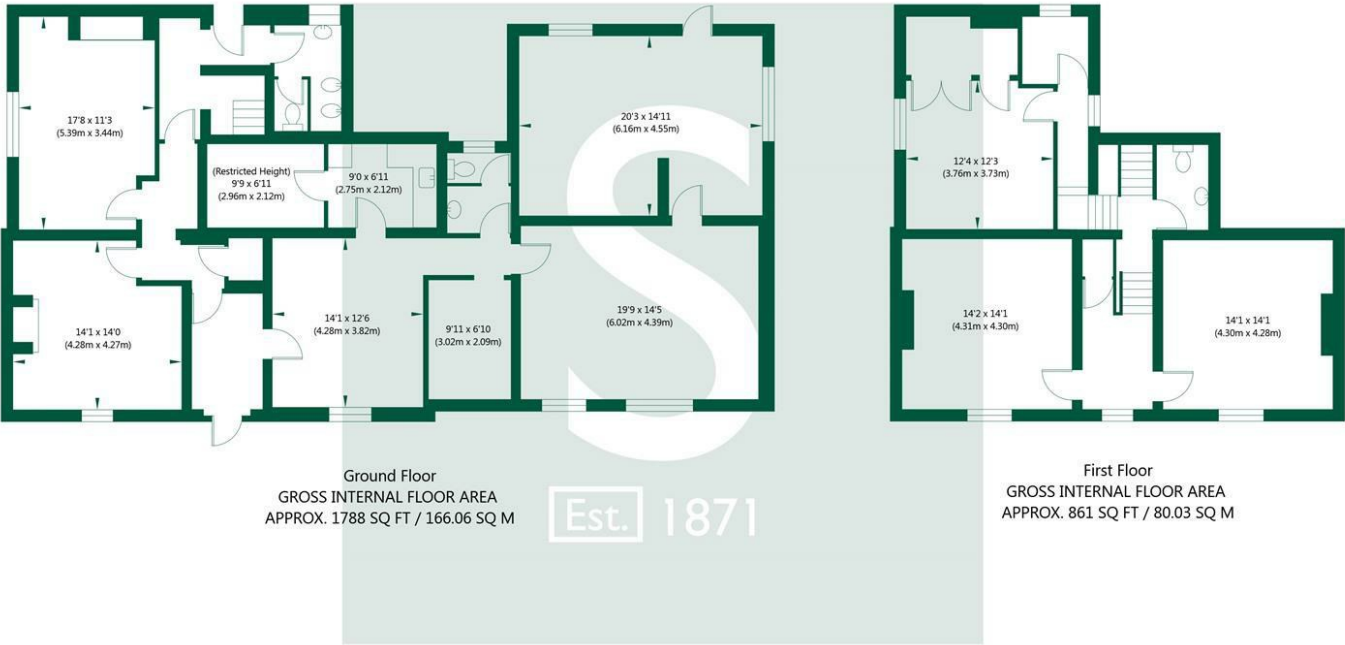 17'8 x 11'3
(5.39m x 3.44m)
(Restricted Height)
9'9 x 6'11
(2.96m x 2.12m)
9'0 x 6'11
(2.75m x 2.12m)
20'3 x 14'11
(6.16m x 4.55m)
14'1 x 14'0
(4.28m x 4.27m)
14'1 x 12'6
(4.28m x 3.82m)
9'11 x 6'10
(3.02m x 2.09m)
19'9 x 14'5
(6.02m x 4.39m)
12'4 x 12'3
(3.76m x 3.73m)
14'2 x 14'1
(4.31m x 4.30m)
14'1 x 14'1
(4.30m x 4.28m)
S
Est. 1871
Ground Floor
GROSS INTERNAL FLOOR AREA
APPROX. 1788 SQ FT / 166.06 SQ M
First Floor
GROSS INTERNAL FLOOR AREA
APPROX. 861 SQ FT / 80.03 SQ M